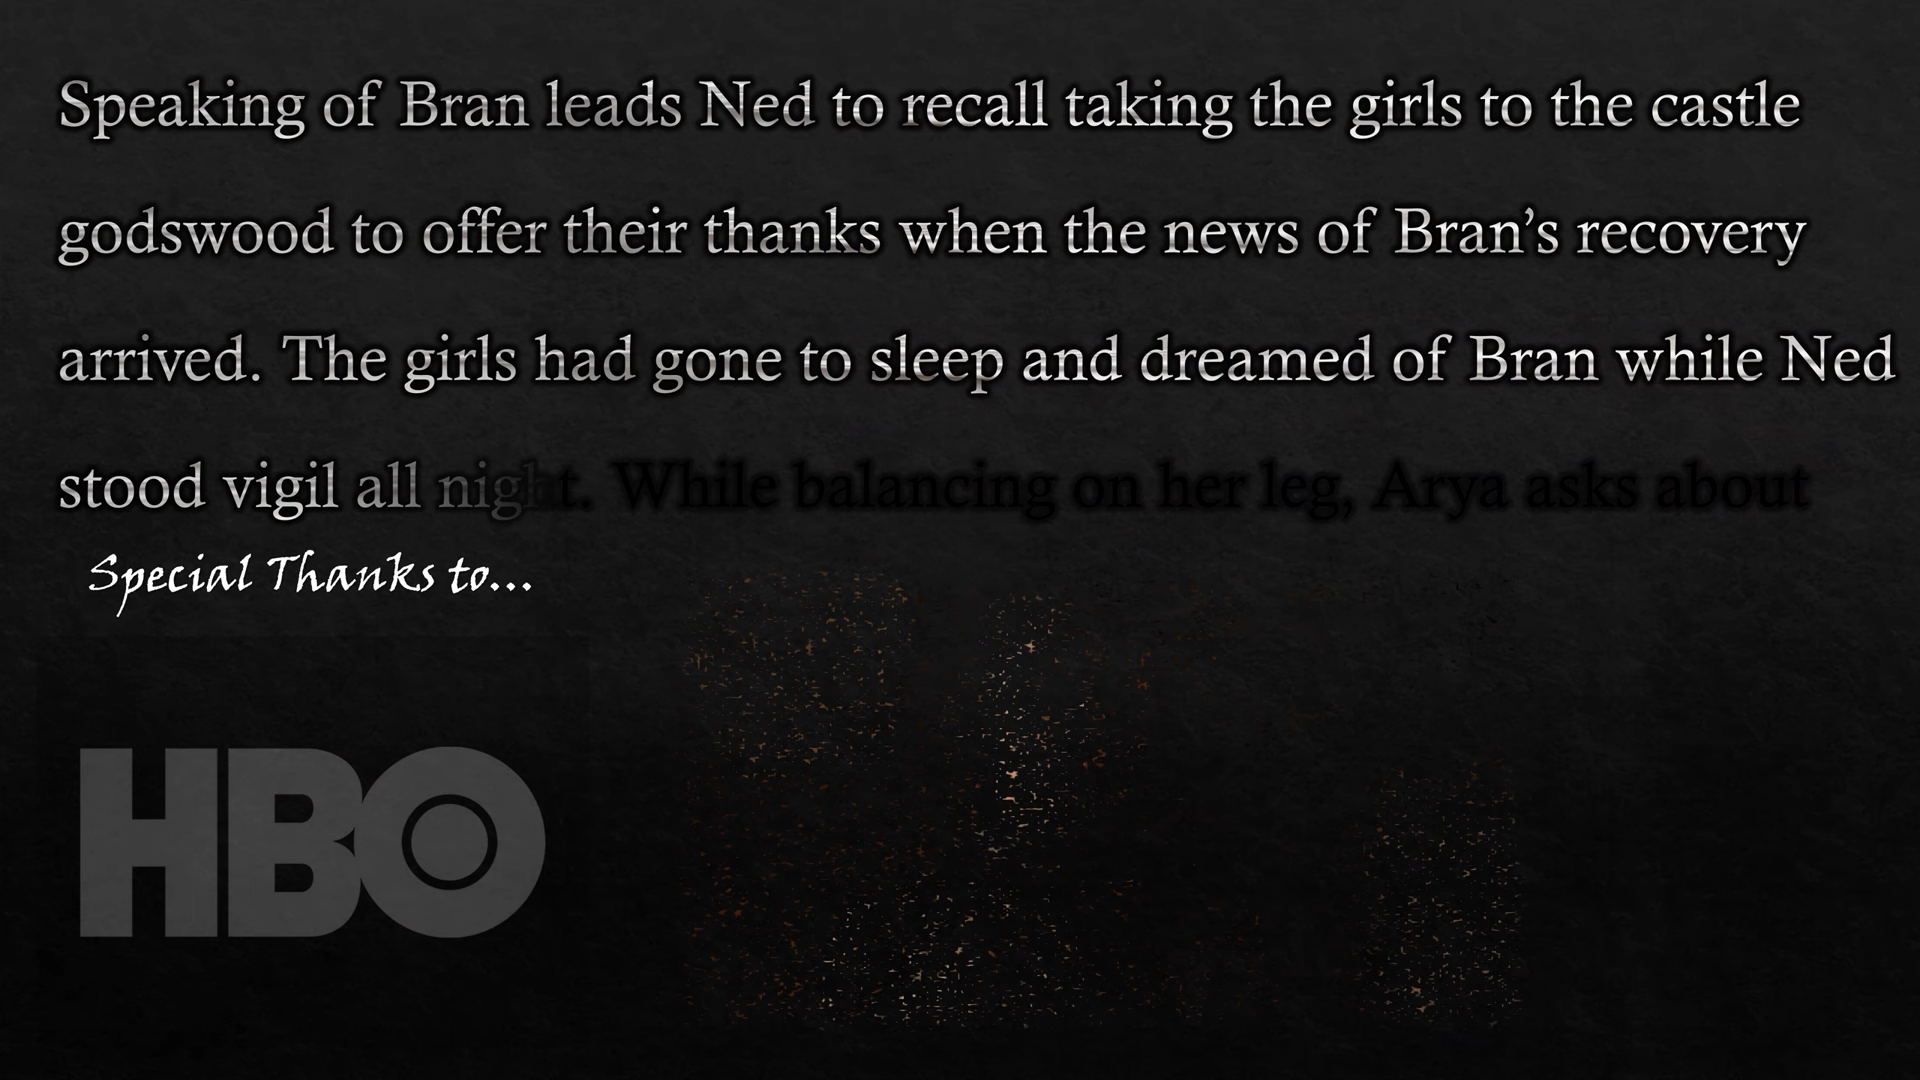 Speaking of Bran leads Ned to recall taking the girls to the castle
godswood to offer their thanks when the news of Bran’s recovery
arrived. The girls had gone to sleep and dreamed of Bran while Ned
stood vigil all night. While balancing on her leg, Arya asks about
Special Thanks to...
HBO